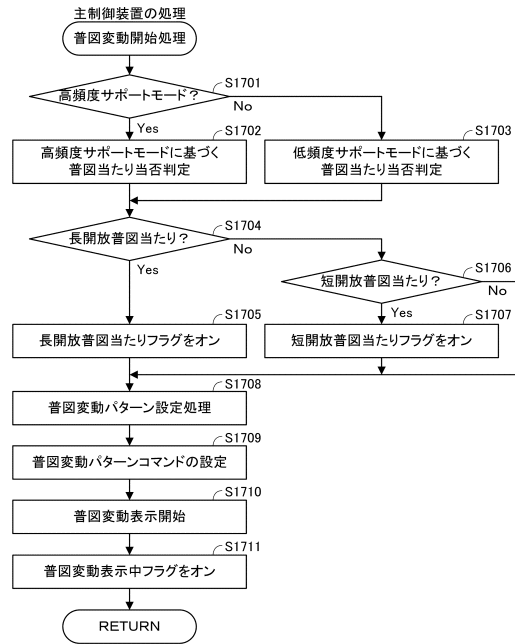 主制御装置の処理
普図変動開始処理
S1701
高頻度サポートモード?
No
Yes
S1702
高頻度サポートモードに基づく
普図当たり当否判定
S1703
低頻度サポートモードに基づく
普図当たり当否判定
S1704
長開放普図当たり?
No
Yes
S1706
短開放普図当たり?
No
Yes
S1705
長開放普図当たりフラグをオン
S1707
短開放普図当たりフラグをオン
S1708
普図変動パターン設定処理
S1709
普図変動パターンコマンドの設定
S1710
普図変動表示開始
S1711
普図変動表示中フラグをオン
RETURN